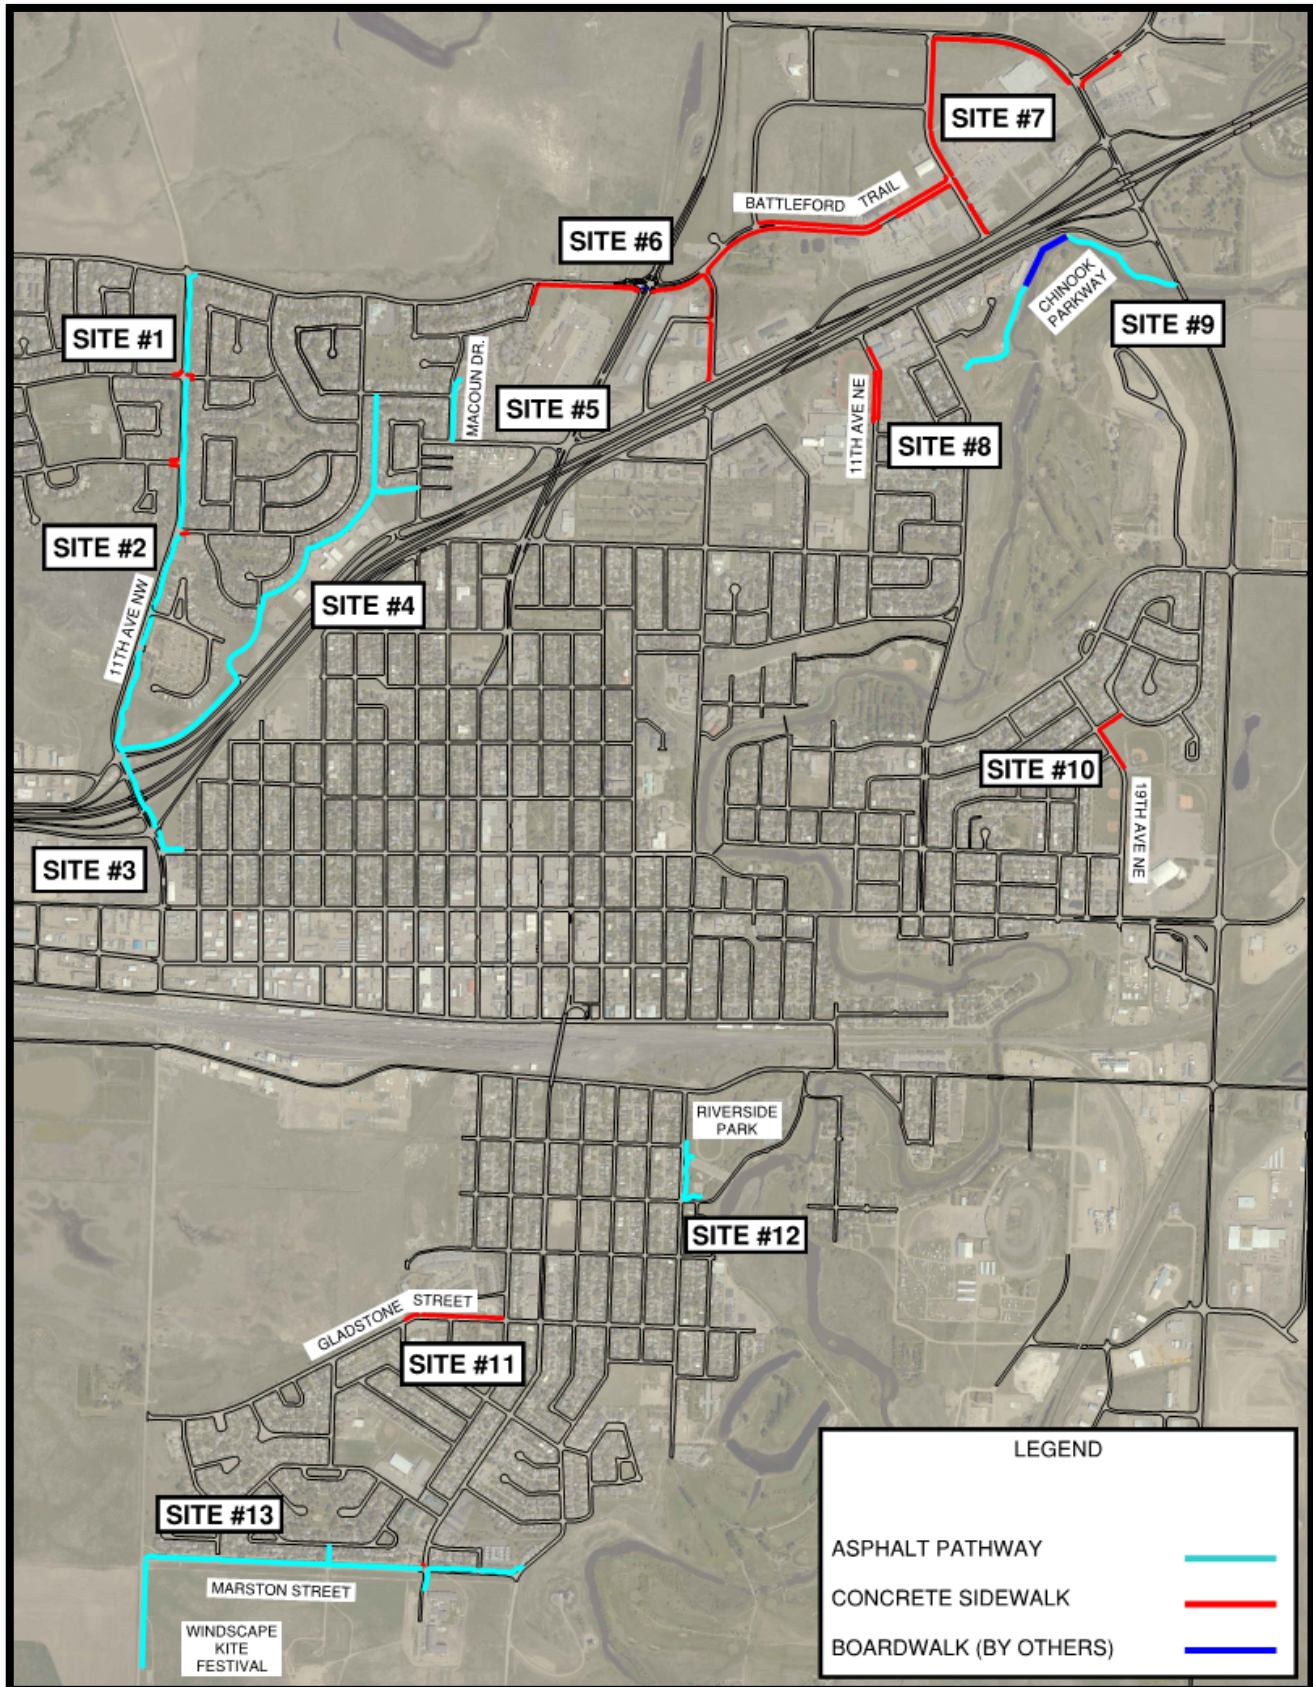 SITE #7
BATTLEFORD TRAIL
SITE #6
CHINOOK
PARKWAY
SITE #9
SITE #1
MACOUN DR.
SITE #5
11TH AVE NE
SITE #8
SITE #2
11TH AVE NW
SITE #4
SITE #10
19TH AVE NE
SITE #3
RIVERSIDE
PARK
SITE #12
GLADSTONE STREET
SITE #11
SITE #13
MARSTON STREET
WINDSCAPE
KITE
FESTIVAL
LEGEND
ASPHALT PATHWAY
CONCRETE SIDEWALK
BOARDWALK (BY OTHERS)